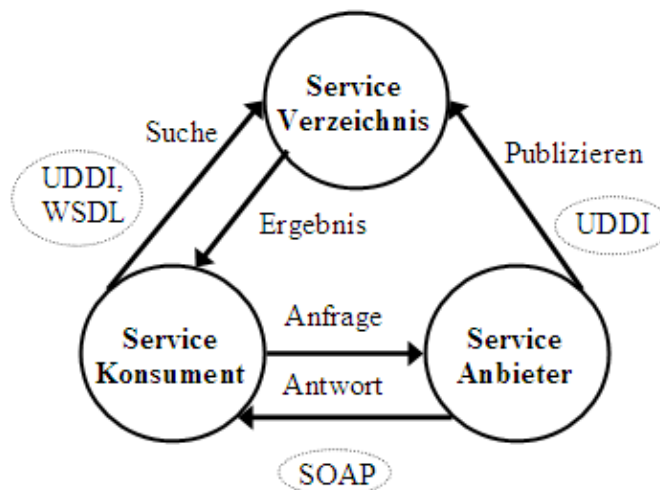 Service
Verzeichnis
Suche
Publizieren
UDDI,
WSDL
UDDI
Ergebnis
Service
Konsument
Anfrage
Antwort
Service
Anbieter
SOAP